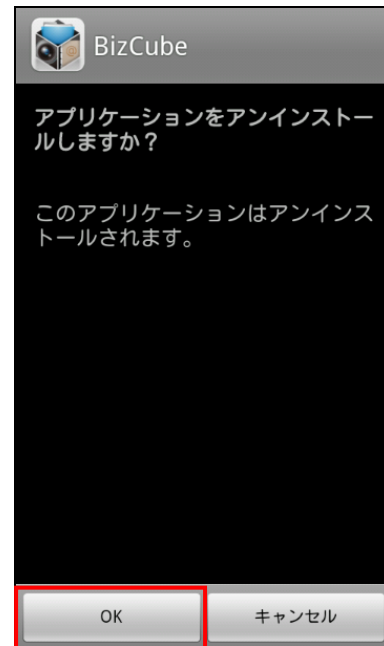 BizCube
アプリケーションをアンインストー
ルしますか？
このアプリケーションはアンインス
トールされます。
OK
キャンセル